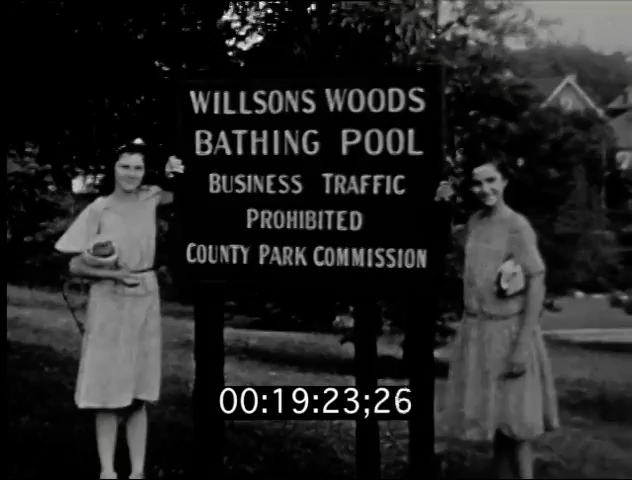 WILLSONS WOODS
BATHING POOL
BUSINESS TRAFFIC
PROHIBITED
COUNTY PARK COMMISSION
00:19:23;26